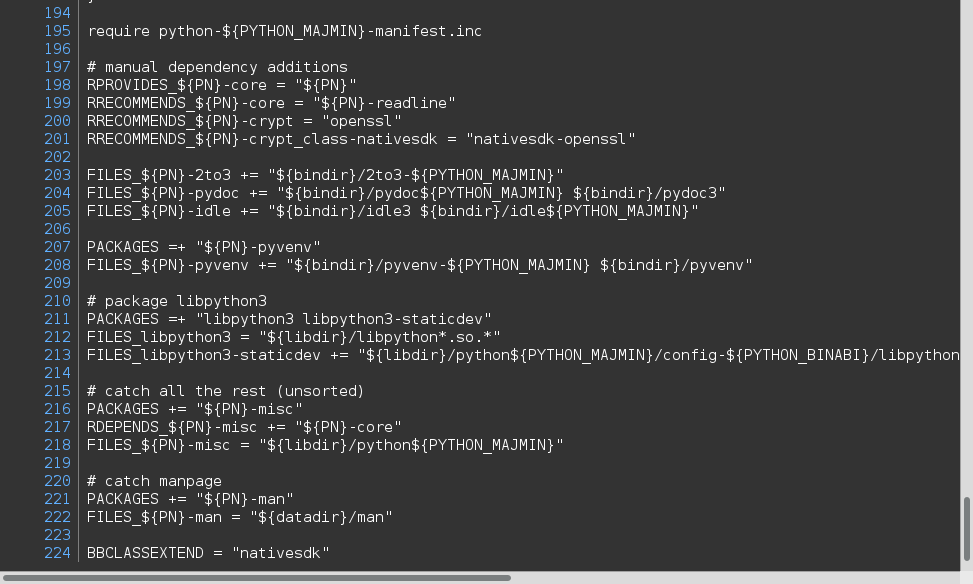 194
195 require python-${PYTHON_MAJMIN}-manifest.inc
196
197 # manual dependency additions
198 RPROVIDES_${PN}-core = "${PN}"
199 RRECOMMENDS_${PN}-core = "${PN}-readline"
200 RRECOMMENDS_${PN}-crypt = "openssl"
201 RRECOMMENDS_${PN}-crypt_class-nativesdk = "nativesdk-openssl"
202
203 FILES_${PN}-2to3 += "${bindir}/2to3-${PYTHON_MAJMIN}"
204 FILES_${PN}-pydoc += "${bindir}/pydoc${PYTHON_MAJMIN} ${bindir}/pydoc3"
205 FILES_${PN}-idle += "${bindir}/idle3 ${bindir}/idle${PYTHON_MAJMIN}"
206
207 PACKAGES =+ "${PN}-pyvenv"
208 FILES_${PN}-pyvenv += "${bindir}/pyvenv-${PYTHON_MAJMIN} ${bindir}/pyvenv"
209
210 # package libpython3
211 PACKAGES =+ "libpython3 libpython3-staticdev"
212 FILES_libpython3 = "${libdir}/libpython*.so.*"
213 FILES_libpython3-staticdev += "${libdir}/python${PYTHON_MAJMIN}/config-${PYTHON_BINABI}/libpython
214
215 # catch all the rest (unsorted)
216 PACKAGES += "${PN}-misc"
217 RDEPENDS_${PN}-misc += "${PN}-core"
218 FILES_${PN}-misc = "${libdir}/python${PYTHON_MAJMIN}"
219
220 # catch manpage
221 PACKAGES += "${PN}-man"
222 FILES_${PN}-man = "${datadir}/man"
223
224 BBCLASSEXTEND = "nativesdk"